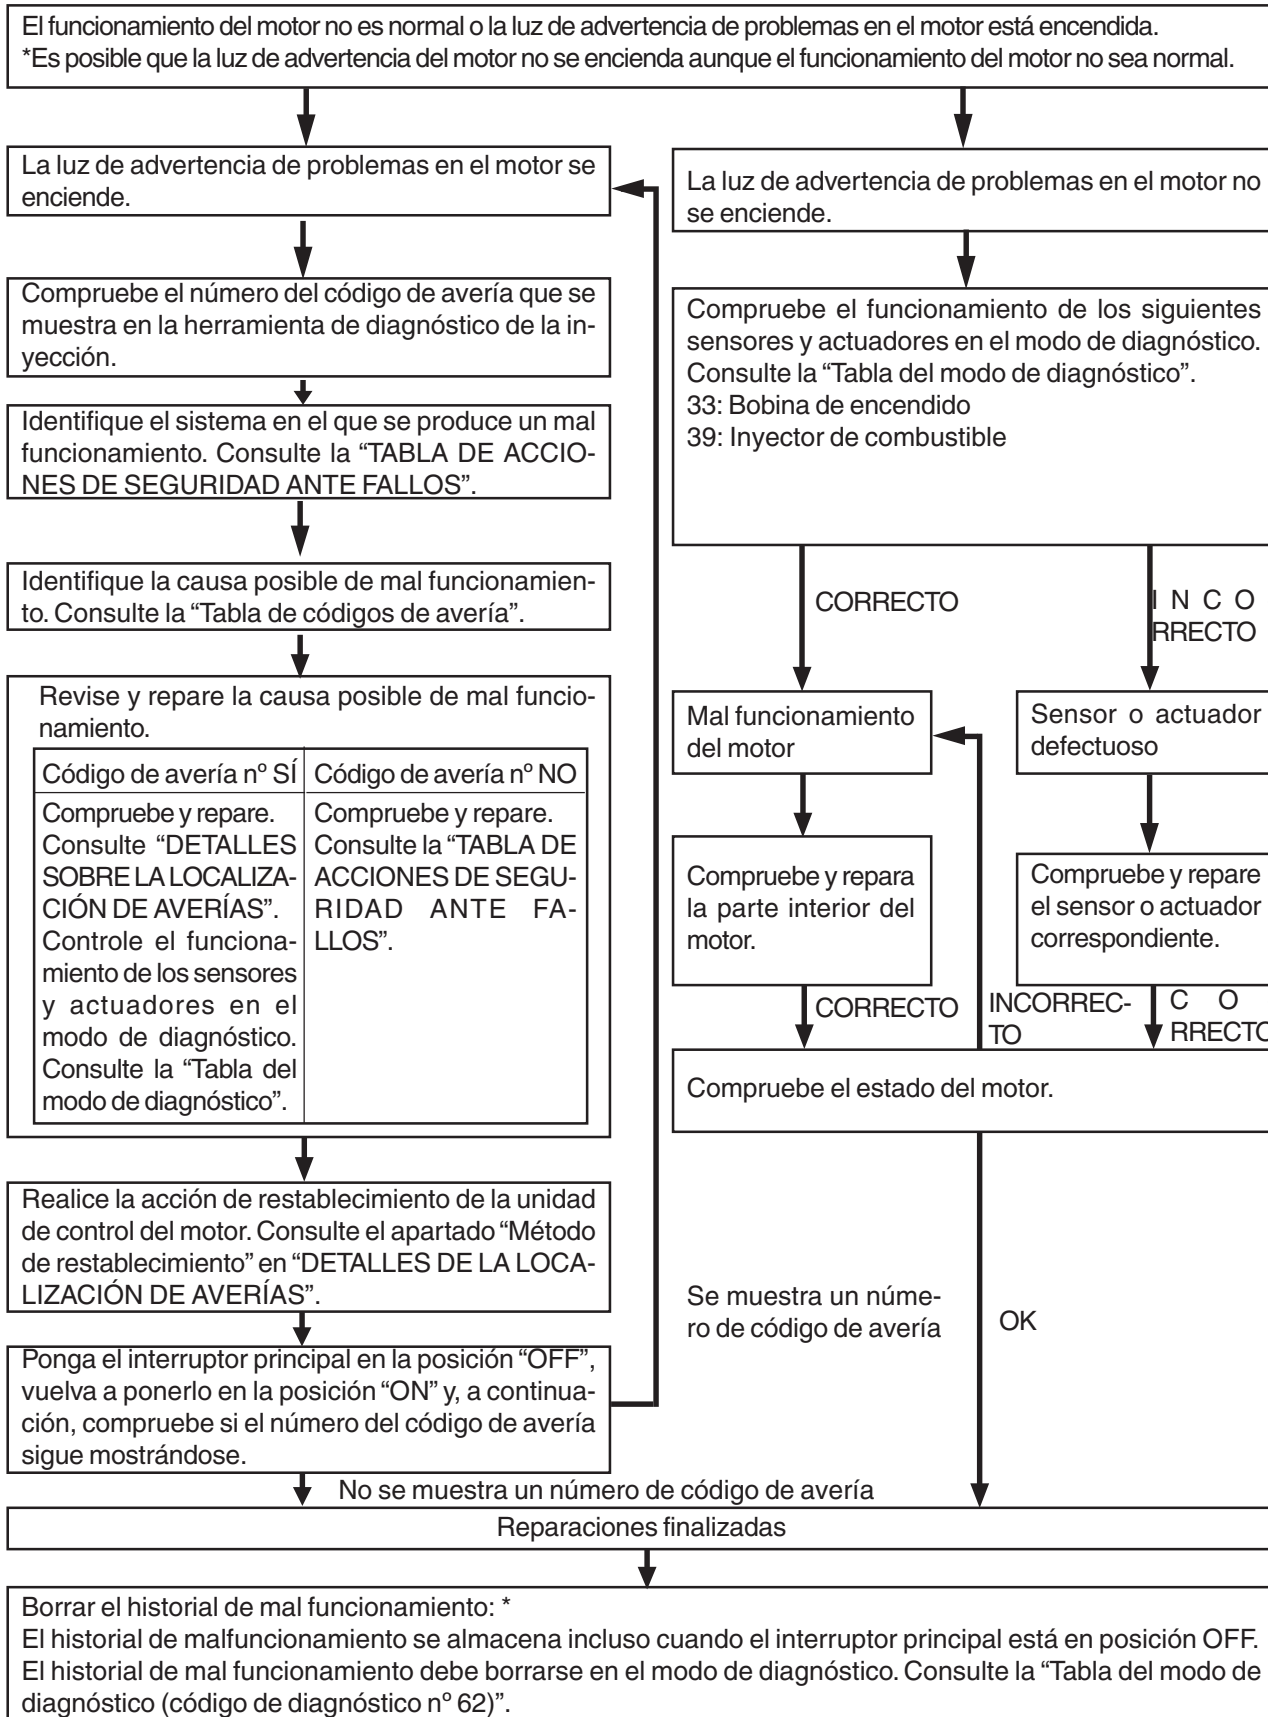 El funcionamiento del motor no es normal o la luz de advertencia de problemas en el motor está encendida.
*Es posible que la luz de advertencia del motor no se encienda aunque el funcionamiento del motor no sea normal.
La luz de advertencia de problemas en el motor se
enciende.
Compruebe el número del código de avería que se
muestra en la herramienta de diagnóstico de la in-
yección.
Identifique el sistema en el que se produce un mal
funcionamiento. Consulte la “TABLA DE ACCIO-
NES DE SEGURIDAD ANTE FALLOS”.
Identifique la causa posible de mal funcionamien-
to. Consulte la “Tabla de códigos de avería”.
Revise y repare la causa posible de mal funcio-
namiento.
Código de avería nº SÍ
Compruebe y repare.
Consulte “DETALLES
SOBRE LA LOCALIZA-
CIÓN DE AVERÍAS”.
Controle el funciona-
miento de los sensores
y actuadores en el
modo de diagnóstico.
Consulte la “Tabla del
modo de diagnóstico”.
Código de avería nº NO
Compruebe y repare.
Consulte la “TABLA DE
ACCIONES DE SEGU-
RIDAD ANTE FA-
LLOS”.
Realice la acción de restablecimiento de la unidad
de control del motor. Consulte el apartado “Método
de restablecimiento” en “DETALLES DE LA LOCA-
LIZACIÓN DE AVERÍAS”.
Ponga el interruptor principal en la posición “OFF”,
vuelva a ponerlo en la posición “ON” y, a continua-
ción, compruebe si el número del código de avería
sigue mostrándose.
La luz de advertencia de problemas en el motor no
se enciende.
Compruebe el funcionamiento de los siguientes
sensores y actuadores en el modo de diagnóstico.
Consulte la “Tabla del modo de diagnóstico”.
33: Bobina de encendido
39: Inyector de combustible
CORRECTO
INCO
RRECTO
Mal funcionamiento
del motor
Sensor o actuador
defectuoso
Compruebe y repara
la parte interior del
motor.
Compruebe y repare
el sensor o actuador
correspondiente.
CORRECTO
INCORREC-
TO
CO
RRECTO
Compruebe el estado del motor.
Se muestra un núme-
ro de código de avería
OK
No se muestra un número de código de avería
Reparaciones finalizadas
Borrar el historial de mal funcionamiento: *
El historial de malfuncionamiento se almacena incluso cuando el interruptor principal está en posición OFF.
El historial de mal funcionamiento debe borrarse en el modo de diagnóstico. Consulte la “Tabla del modo de
diagnóstico (código de diagnóstico nº 62)”.